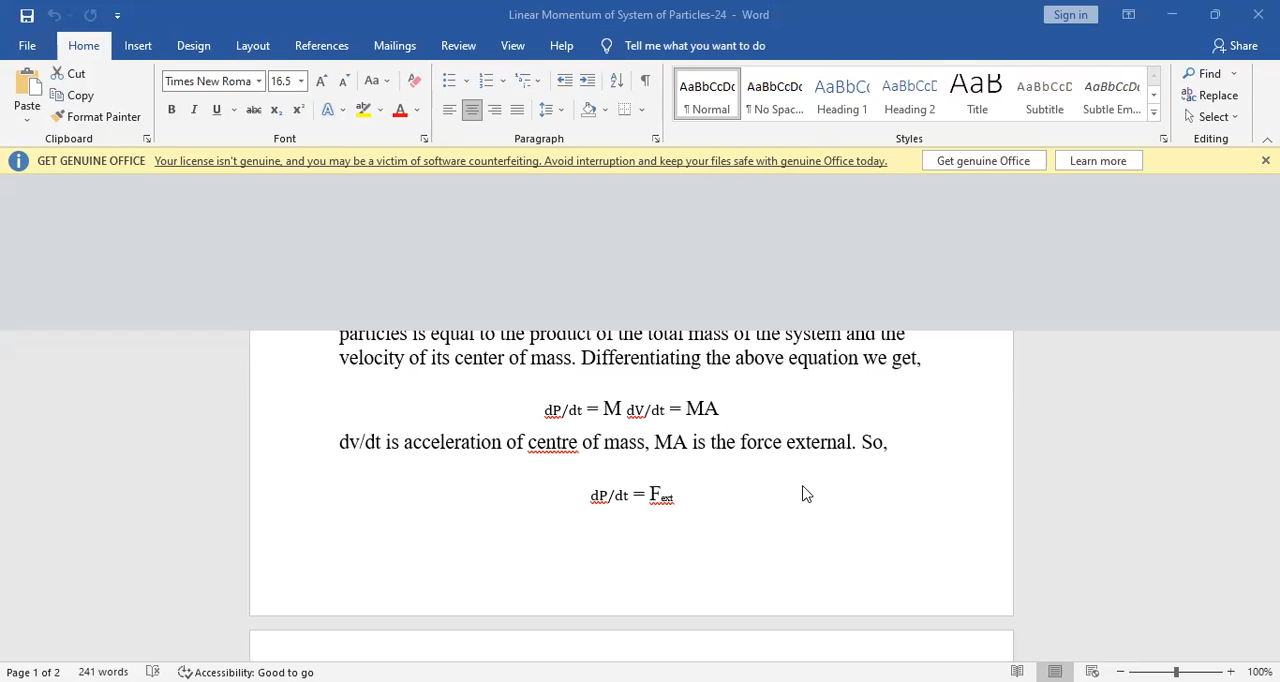 Linear Momentum of System of Particles-24 - Word
Sign in
File Home Insert Design Layout References Mailings Review View Help Tell me what you want to do Share
Paste Cut Copy Format Painter
Clipboard
Times New Roma 16.5 Aa
B I U abc x₂ x² A A
Font
Paragraph
AaBbCcDc AaBbCcDc AaBbC AaBbCcD AaB AaBbCcD AaBbCcDc
¶ Normal ¶ No Spac... Heading 1 Heading 2 Title Subtitle Subtle Em...
Styles
Find
Replace
Select
Editing
GET GENUINE OFFICE Your license isn't genuine, and you may be a victim of software counterfeiting. Avoid interruption and keep your files safe with genuine Office today. Get genuine Office Learn more
particles is equal to the product of the total mass of the system and the
velocity of its center of mass. Differentiating the above equation we get,
dP/dt = M dV/dt = MA
dv/dt is acceleration of centre of mass, MA is the force external. So,
dP/dt = Fext
Page 1 of 2 241 words Accessibility: Good to go 100%